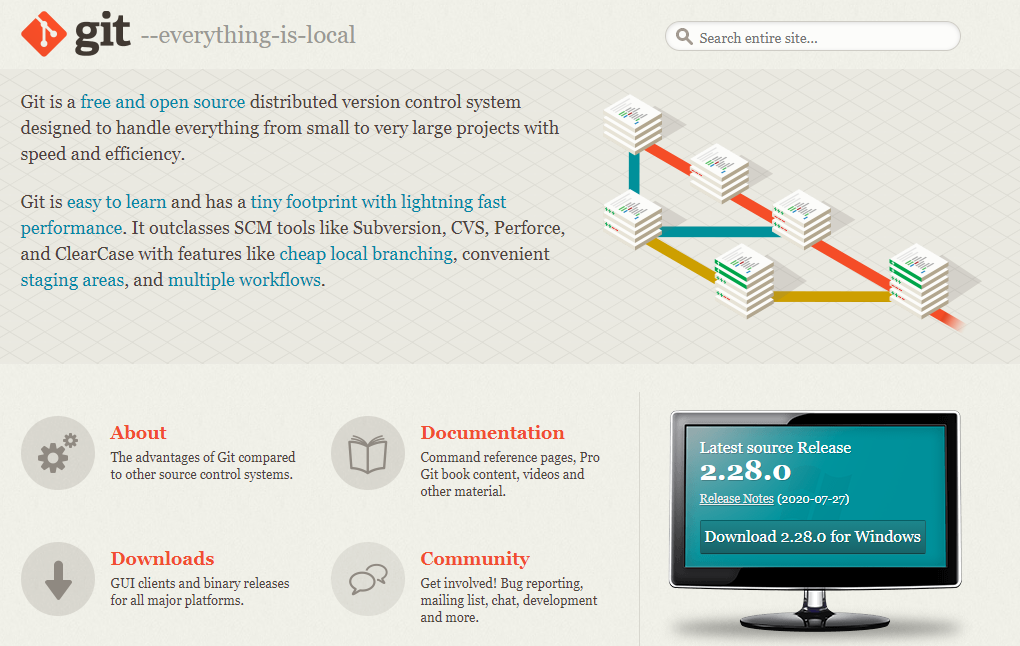 git --everything-is-local
Search entire site...
Git is a free and open source distributed version control system
designed to handle everything from small to very large projects with
speed and efficiency.
Git is easy to learn and has a tiny footprint with lightning fast
performance. It outclasses SCM tools like Subversion, CVS, Perforce,
and ClearCase with features like cheap local branching, convenient
staging areas, and multiple workflows.
About
The advantages of Git compared
to other source control systems.
Documentation
Command reference pages, Pro
Git book content, videos and
other material.
Downloads
GUI clients and binary releases
for all major platforms.
Community
Get involved! Bug reporting,
mailing list, chat, development
and more.
Latest source Release
2.28.0
Release Notes (2020-07-27)
Download 2.28.0 for Windows